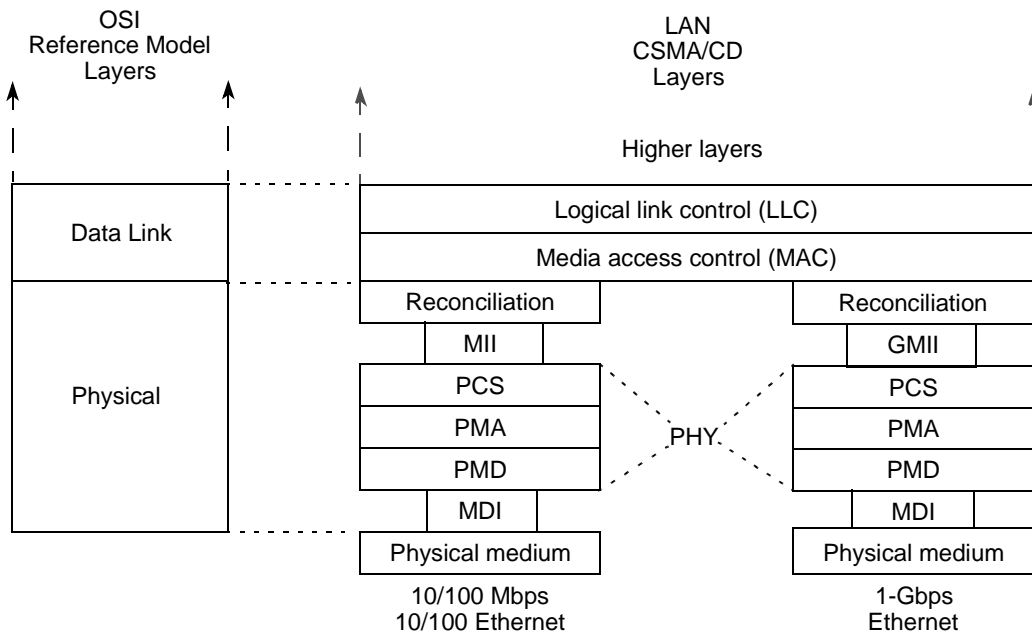 OSI
Reference Model
Layers
LAN
CSMA/CD
Layers
Higher layers
Data Link
Logical link control (LLC)
Media access control (MAC)
Physical
Reconciliation
MII
PCS
PMA
PMD
MDI
Physical medium
10/100 Mbps
10/100 Ethernet
PHY
Reconciliation
GMII
PCS
PMA
PMD
MDI
Physical medium
1-Gbps
Ethernet